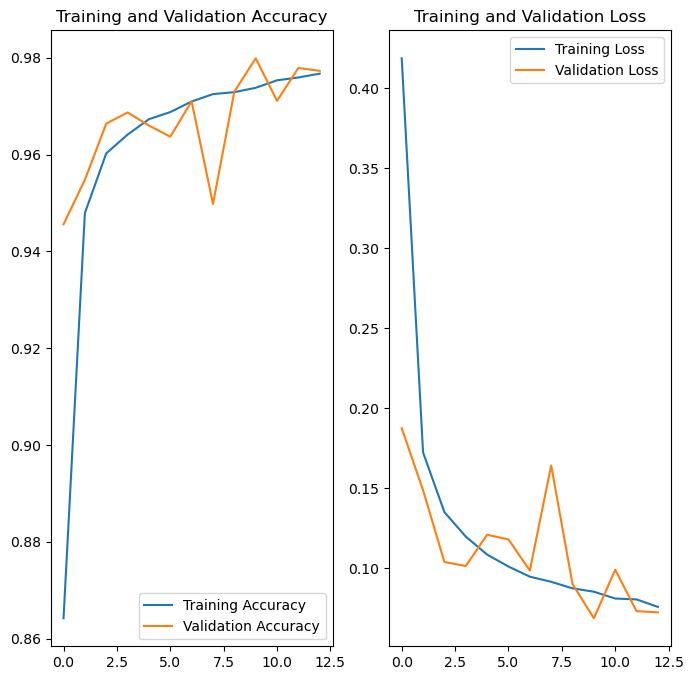 Training and Validation Accuracy
0.98
0.96
0.94
0.92
0.90
0.88
0.86
Training Accuracy
Validation Accuracy
0.0 2.5 5.0 7.5 10.0 12.5
Training and Validation Loss
Training Loss
Validation Loss
0.40
0.35
0.30
0.25
0.20
0.15
0.10
0.0 2.5 5.0 7.5 10.0 12.5